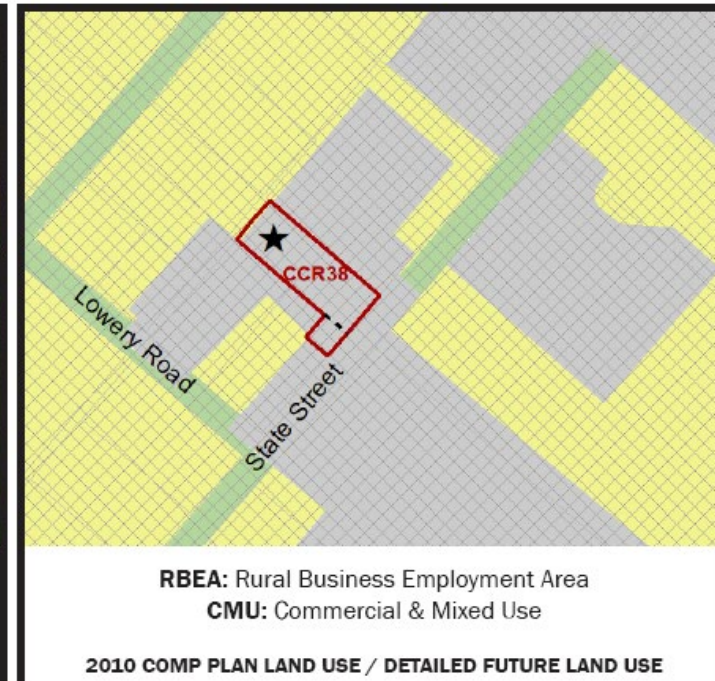 CCR38
Lowery Road
State Street
RBEA: Rural Business Employment Area
CMU: Commercial & Mixed Use
2010 COMP PLAN LAND USE / DETAILED FUTURE LAND USE